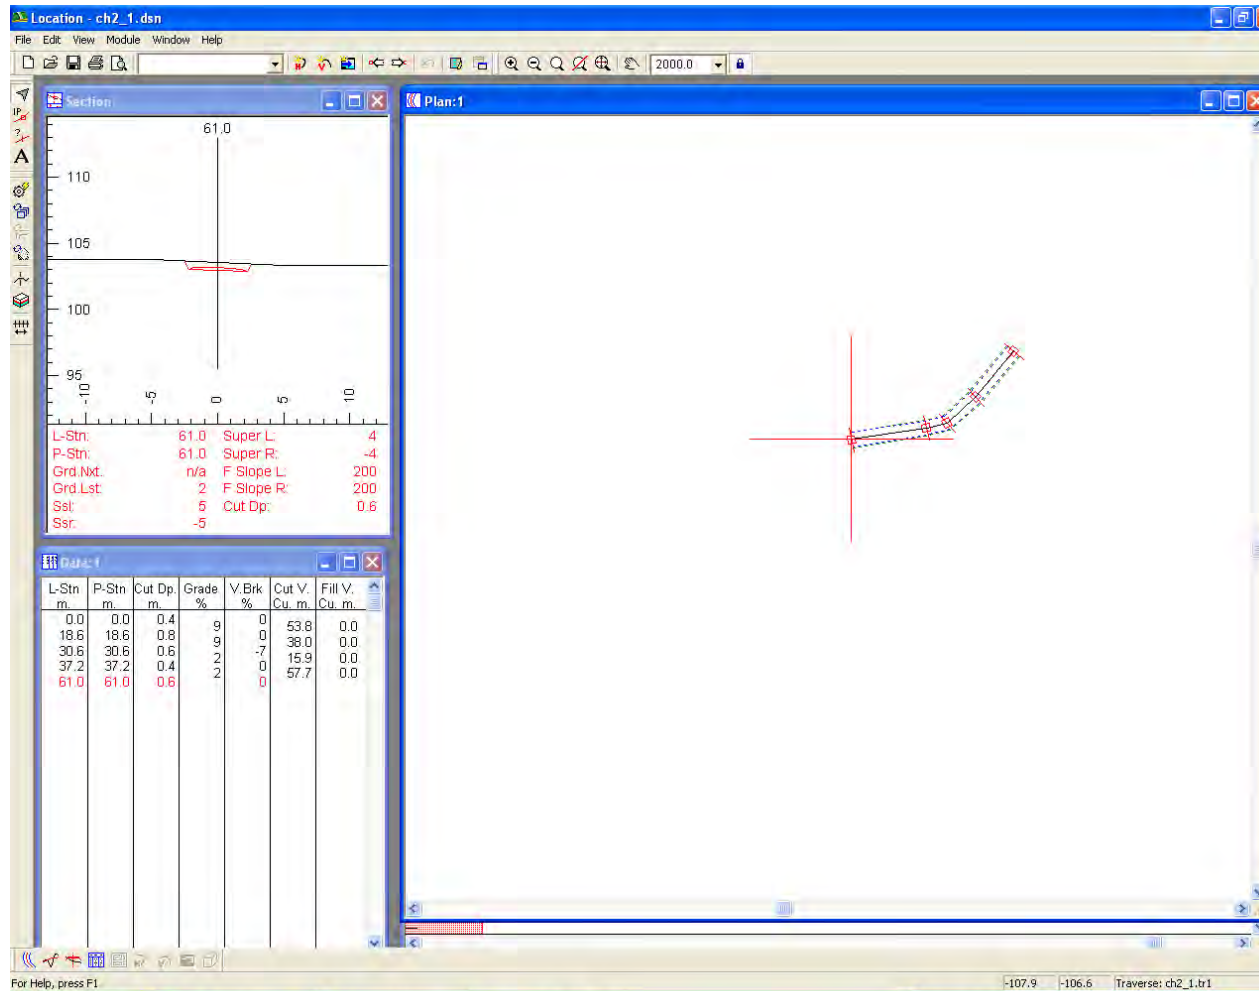 Location - ch2_1.dsn
File Edit View Module Window Help
2000.0
Section
61.0
110
105
100
95
-10 -5 0 5 10
L-Stn: 61.0 Super L: 4
P-Stn: 61.0 Super R: -4
Grd.Nxt. n/a F Slope L: 200
Grd.Lst: 2 F Slope R: 200
Ssl: 5 Cut Dp: 0.6
Ssr: -5
Data:1
L-Stn P-Stn Cut Dp. Grade V.Brk Cut V. Fill V.
m. m. m. % % Cu. m. Cu. m.
0.0 0.0 0.4 0
9 53.8 0.0
18.6 18.6 0.8 0
9 38.0 0.0
30.6 30.6 0.6 -7
2 15.9 0.0
37.2 37.2 0.4 0
2 57.7 0.0
61.0 61.0 0.6 0
Plan:1
IP
?
A
For Help, press F1
-107.9 -106.6 Traverse: ch2_1.tr1